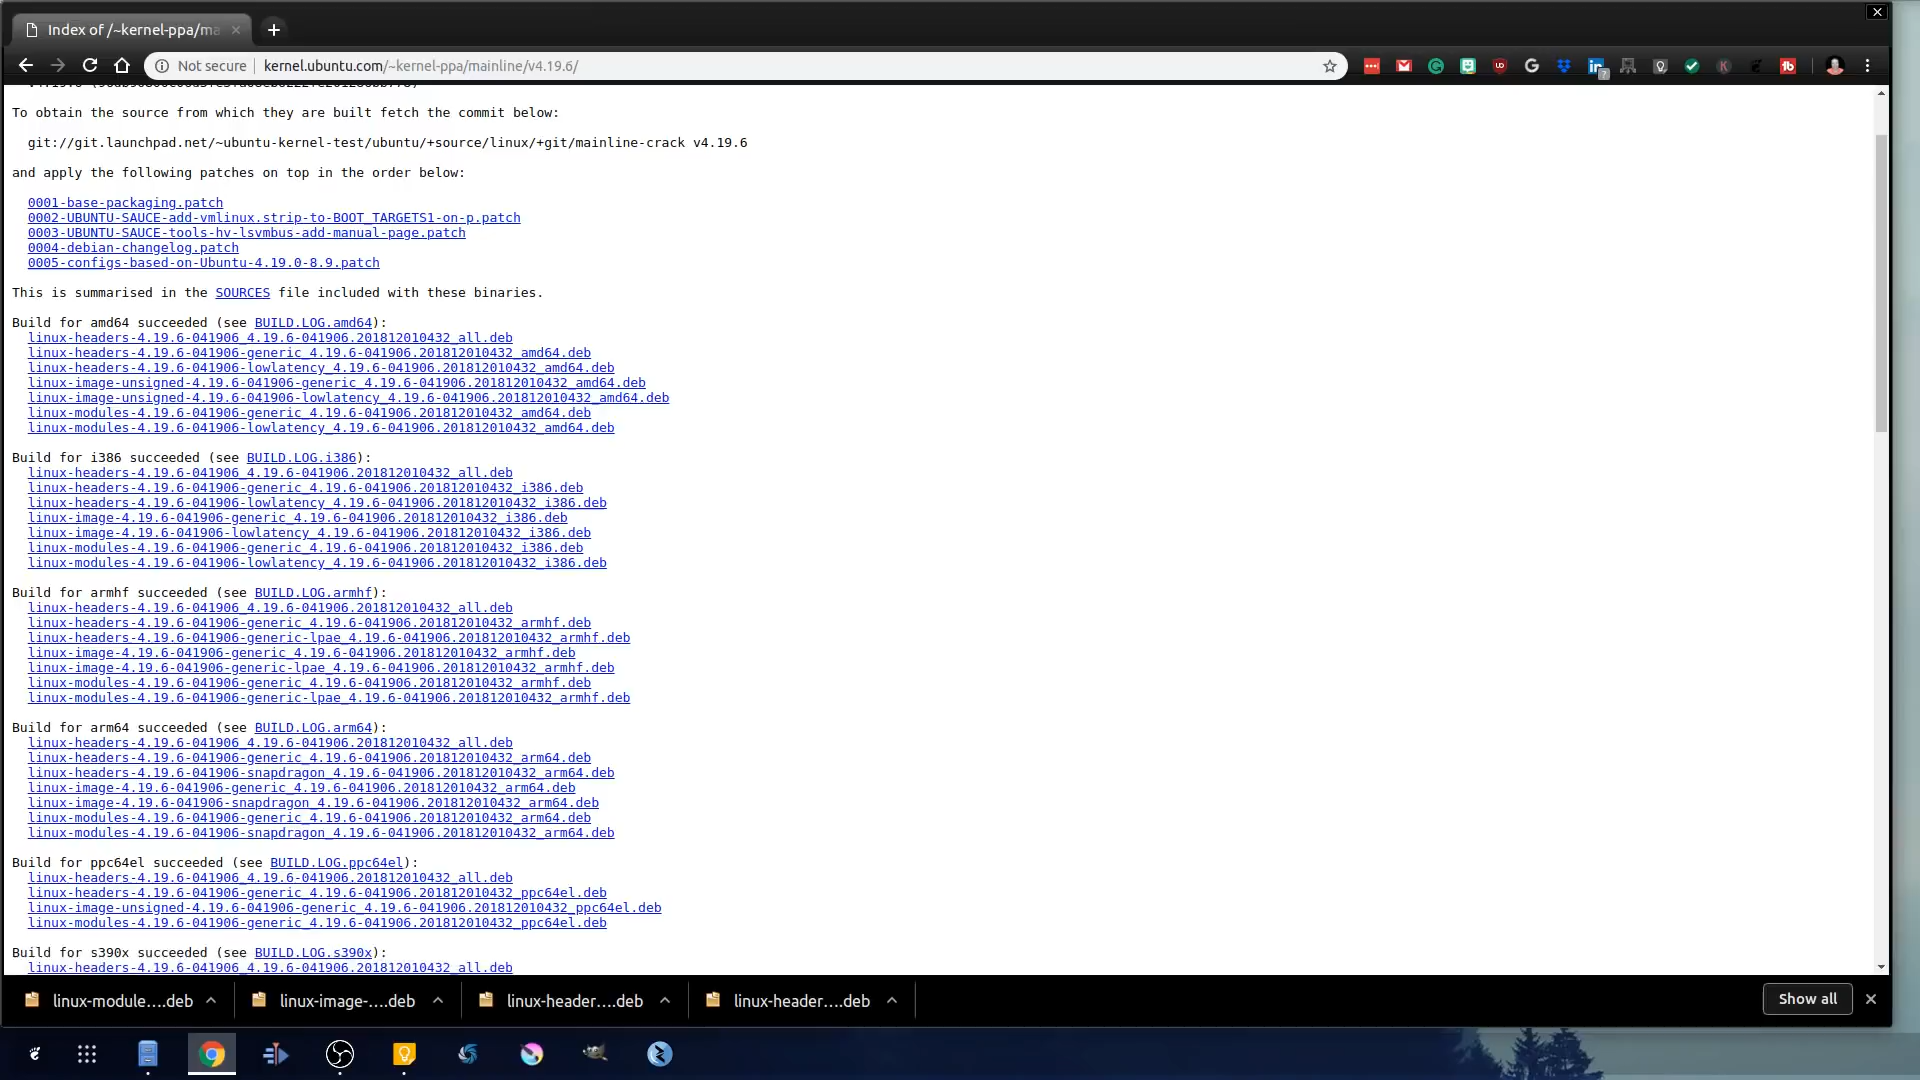 Index of /~kernel-ppa/ma
Not secure kernel.ubuntu.com/~kernel-ppa/mainline/v4.19.6/
To obtain the source from which they are built fetch the commit below:
git://git.launchpad.net/~ubuntu-kernel-test/ubuntu/+source/linux/+git/mainline-crack v4.19.6
and apply the following patches on top in the order below:
0001-base-packaging.patch
0002-UBUNTU-SAUCE-add-vmlinux.strip-to-BOOT_TARGETS1-on-p.patch
0003-UBUNTU-SAUCE-tools-hv-lsvmbus-add-manual-page.patch
0004-debian-changelog.patch
0005-configs-based-on-Ubuntu-4.19.0-8.9.patch
This is summarised in the SOURCES file included with these binaries.
Build for amd64 succeeded (see BUILD.LOG.amd64):
linux-headers-4.19.6-041906_4.19.6-041906.201812010432_all.deb
linux-headers-4.19.6-041906-generic_4.19.6-041906.201812010432_amd64.deb
linux-headers-4.19.6-041906-lowlatency_4.19.6-041906.201812010432_amd64.deb
linux-image-unsigned-4.19.6-041906-generic_4.19.6-041906.201812010432_amd64.deb
linux-image-unsigned-4.19.6-041906-lowlatency_4.19.6-041906.201812010432_amd64.deb
linux-modules-4.19.6-041906-generic_4.19.6-041906.201812010432_amd64.deb
linux-modules-4.19.6-041906-lowlatency_4.19.6-041906.201812010432_amd64.deb
Build for i386 succeeded (see BUILD.LOG.i386):
linux-headers-4.19.6-041906_4.19.6-041906.201812010432_all.deb
linux-headers-4.19.6-041906-generic_4.19.6-041906.201812010432_i386.deb
linux-headers-4.19.6-041906-lowlatency_4.19.6-041906.201812010432_i386.deb
linux-image-4.19.6-041906-generic_4.19.6-041906.201812010432_i386.deb
linux-image-4.19.6-041906-lowlatency_4.19.6-041906.201812010432_i386.deb
linux-modules-4.19.6-041906-generic_4.19.6-041906.201812010432_i386.deb
linux-modules-4.19.6-041906-lowlatency_4.19.6-041906.201812010432_i386.deb
Build for armhf succeeded (see BUILD.LOG.armhf):
linux-headers-4.19.6-041906_4.19.6-041906.201812010432_all.deb
linux-headers-4.19.6-041906-generic_4.19.6-041906.201812010432_armhf.deb
linux-headers-4.19.6-041906-generic-lpae_4.19.6-041906.201812010432_armhf.deb
linux-image-4.19.6-041906-generic_4.19.6-041906.201812010432_armhf.deb
linux-image-4.19.6-041906-generic-lpae_4.19.6-041906.201812010432_armhf.deb
linux-modules-4.19.6-041906-generic_4.19.6-041906.201812010432_armhf.deb
linux-modules-4.19.6-041906-generic-lpae_4.19.6-041906.201812010432_armhf.deb
Build for arm64 succeeded (see BUILD.LOG.arm64):
linux-headers-4.19.6-041906_4.19.6-041906.201812010432_all.deb
linux-headers-4.19.6-041906-generic_4.19.6-041906.201812010432_arm64.deb
linux-headers-4.19.6-041906-snapdragon_4.19.6-041906.201812010432_arm64.deb
linux-image-4.19.6-041906-generic_4.19.6-041906.201812010432_arm64.deb
linux-image-4.19.6-041906-snapdragon_4.19.6-041906.201812010432_arm64.deb
linux-modules-4.19.6-041906-generic_4.19.6-041906.201812010432_arm64.deb
linux-modules-4.19.6-041906-snapdragon_4.19.6-041906.201812010432_arm64.deb
Build for ppc64el succeeded (see BUILD.LOG.ppc64el):
linux-headers-4.19.6-041906_4.19.6-041906.201812010432_all.deb
linux-headers-4.19.6-041906-generic_4.19.6-041906.201812010432_ppc64el.deb
linux-image-unsigned-4.19.6-041906-generic_4.19.6-041906.201812010432_ppc64el.deb
linux-modules-4.19.6-041906-generic_4.19.6-041906.201812010432_ppc64el.deb
Build for s390x succeeded (see BUILD.LOG.s390x):
linux-headers-4.19.6-041906_4.19.6-041906.201812010432_all.deb
linux-module….deb linux-image-….deb linux-header….deb linux-header….deb Show all